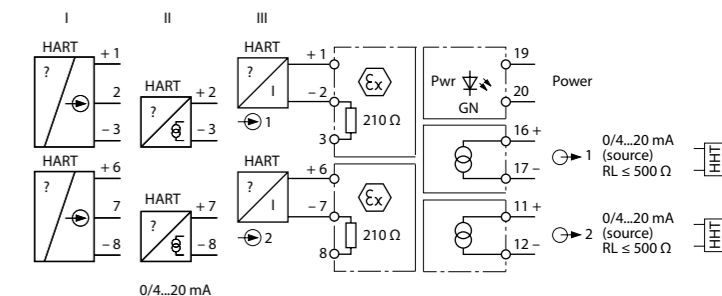 I
II
III
HART
?
+ 1
2
– 3
HART
?
+ 6
7
– 8
HART
?
+ 2
– 3
HART
?
+ 7
– 8
0/4...20 mA
HART
?
I
1
+ 1
– 2
3
Ex
210 Ω
HART
?
I
2
+ 6
– 7
8
Ex
210 Ω
Pwr
GN
19
20
Power
16 +
17 –
1
0/4...20 mA
(source)
RL ≤ 500 Ω
HHT
11 +
12 –
2
0/4...20 mA
(source)
RL ≤ 500 Ω
HHT